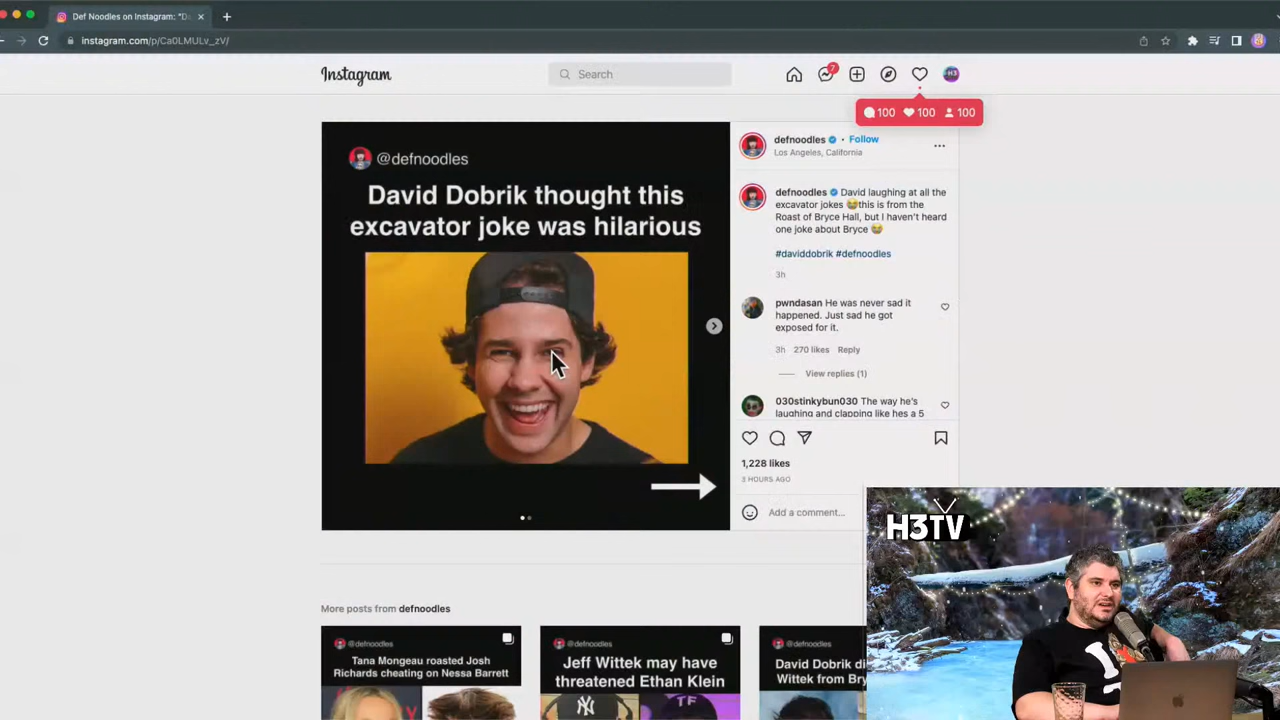 Def Noodles on Instagram: "Da
instagram.com/p/Ca0LMULv_zV/
Instagram
Search
7
H3
100 100 100
@defnoodles
David Dobrik thought this
excavator joke was hilarious
defnoodles · Follow
Los Angeles, California
defnoodles David laughing at all the
excavator jokes 😭this is from the
Roast of Bryce Hall, but I haven't heard
one joke about Bryce 😭
#daviddobrik #defnoodles
3h
pwndasan He was never sad it
happened. Just sad he got
exposed for it.
3h 270 likes Reply
View replies (1)
030stinkybun030 The way he's
laughing and clapping like hes a 5
1,228 likes
3 HOURS AGO
Add a comment...
H3TV
More posts from defnoodles
@defnoodles
Tana Mongeau roasted Josh
Richards cheating on Nessa Barrett
@defnoodles
Jeff Wittek may have
threatened Ethan Klein
TF
@defnoodles
David Dobrik di
Wittek from Bry
I